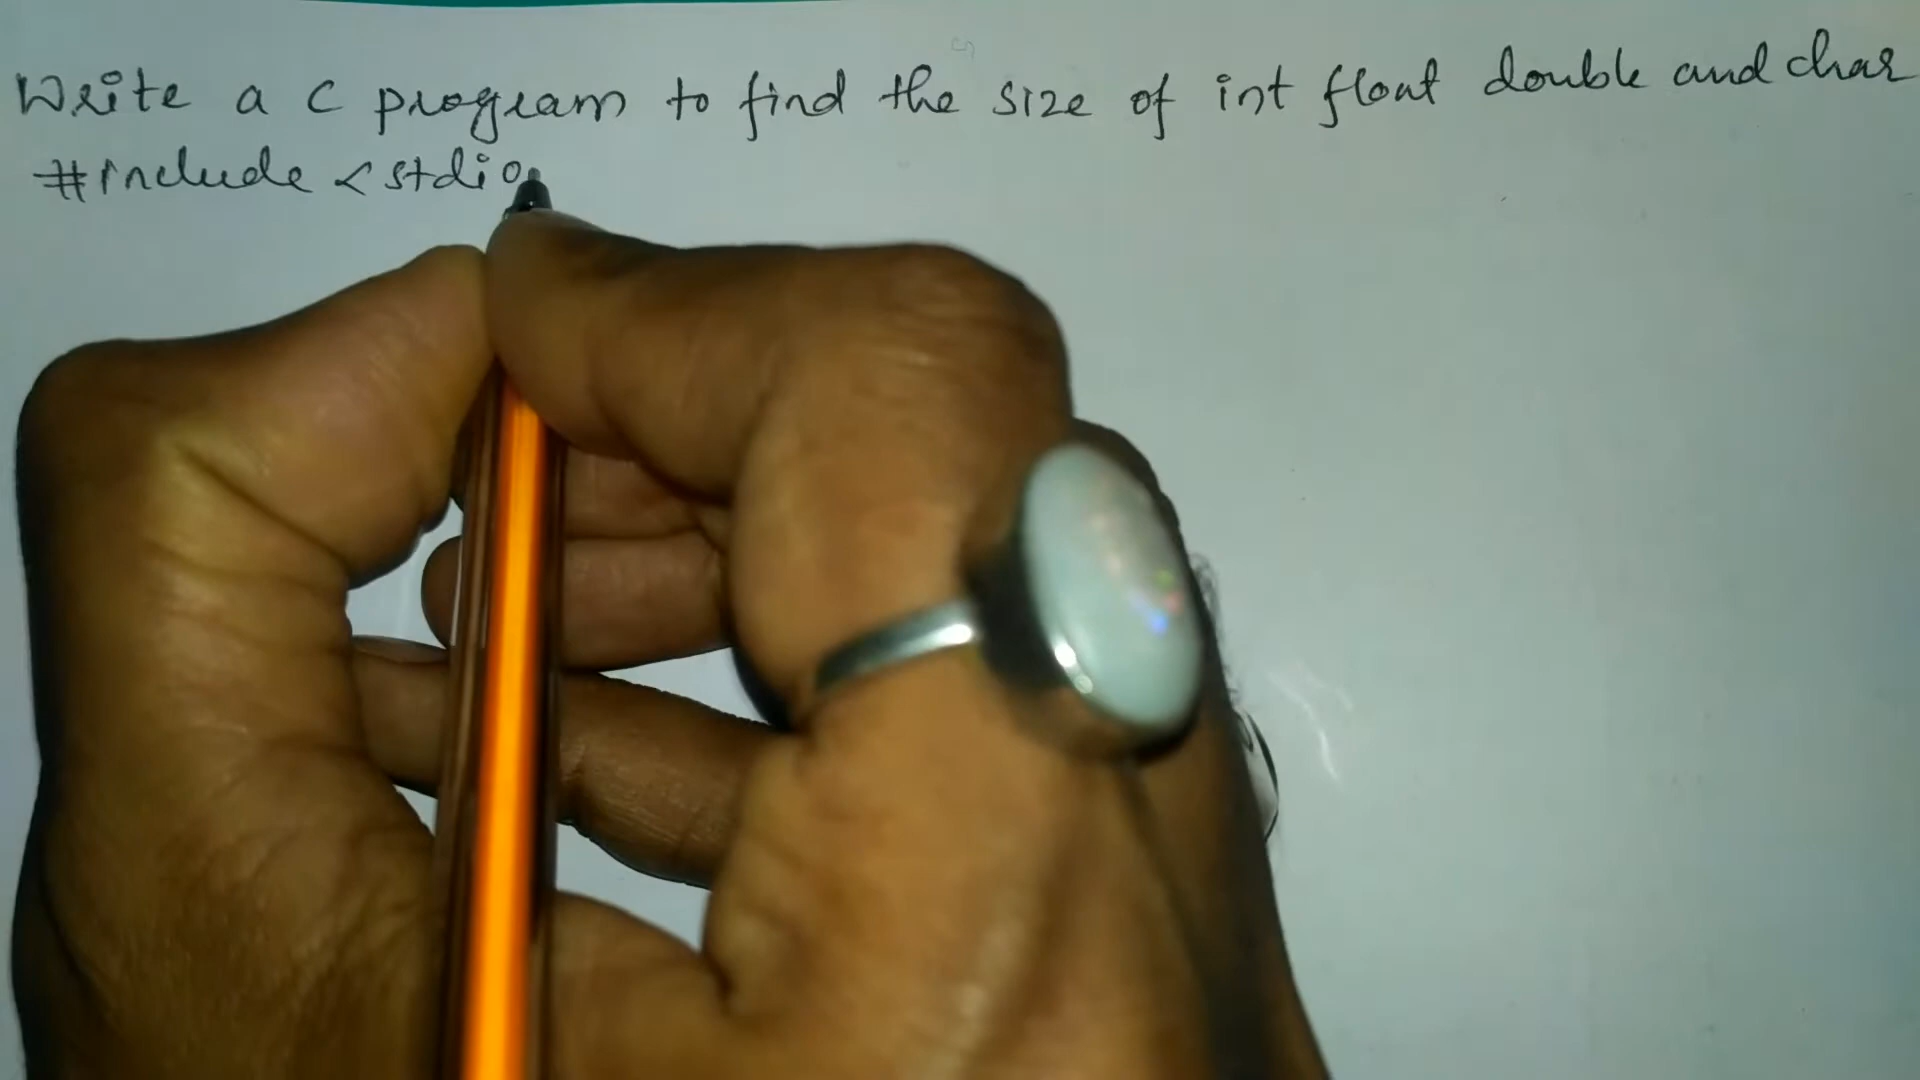 Write a C program to find the size of int float double and char
#include <stdio